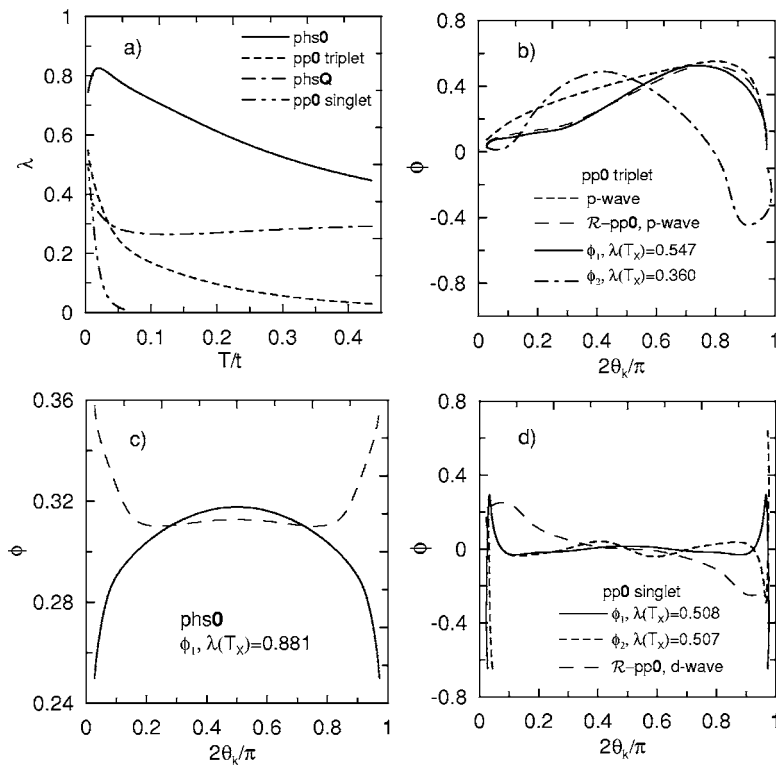 a)
phs0
pp0 triplet
phsQ
pp0 singlet
1
0.8
0.6
0.4
0.2
0
λ
0 0.1 0.2 0.3 0.4
T/t
b)
0.8
0.4
0
-0.4
-0.8
ϕ
pp0 triplet
p-wave
R-pp0, p-wave
ϕ1, λ(TX)=0.547
ϕ2, λ(TX)=0.360
0 0.2 0.4 0.6 0.8 1
2θk/π
c)
0.36
0.32
0.28
0.24
ϕ
phs0
ϕ1, λ(TX)=0.881
0 0.2 0.4 0.6 0.8 1
2θk/π
d)
0.8
0.4
0
-0.4
-0.8
ϕ
pp0 singlet
ϕ1, λ(TX)=0.508
ϕ2, λ(TX)=0.507
R-pp0, d-wave
0 0.2 0.4 0.6 0.8 1
2θk/π